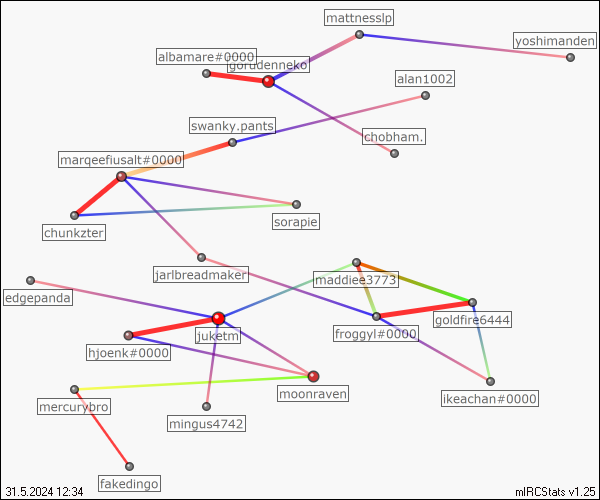 mattnesslp
yoshimanden
albamare#0000
gorudenneko
alan1002
swanky.pants
chobham.
marqeefiusalt#0000
sorapie
chunkzter
jarlbreadmaker
maddiee3773
edgepanda
goldfire6444
juketm
froggyl#0000
hjoenk#0000
moonraven
ikeachan#0000
mercurybro
mingus4742
fakedingo
31.5.2024 12:34
mIRCStats v1.25